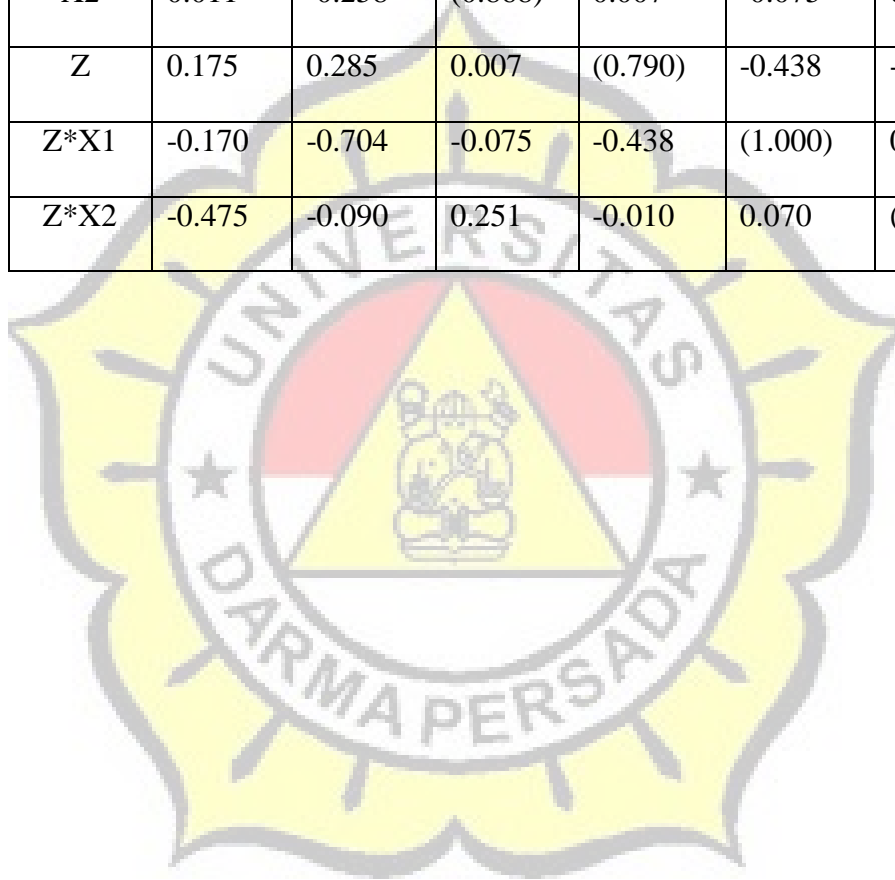 Z 0.175 0.285 0.007 (0.790) -0.438
Z*X1 -0.170 -0.704 -0.075 -0.438 (1.000)
Z*X2 -0.475 -0.090 0.251 -0.010 0.070
UNIVERSITAS
DARMA PERSADA